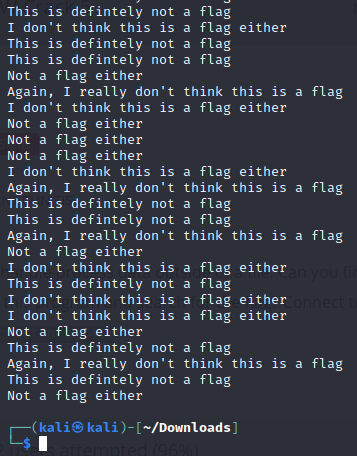 This is defintely not a flag
I don't think this is a flag either
This is defintely not a flag
This is defintely not a flag
Not a flag either
Again, I really don't think this is a flag
I don't think this is a flag either
Not a flag either
Not a flag either
Not a flag either
I don't think this is a flag either
Again, I really don't think this is a flag
This is defintely not a flag
This is defintely not a flag
Again, I really don't think this is a flag
Not a flag either
I don't think this is a flag either
This is defintely not a flag
I don't think this is a flag either
I don't think this is a flag either
Not a flag either
This is defintely not a flag
Again, I really don't think this is a flag
This is defintely not a flag
Not a flag either
(kali㉿kali)-[~/Downloads]
$
attempted (96%)